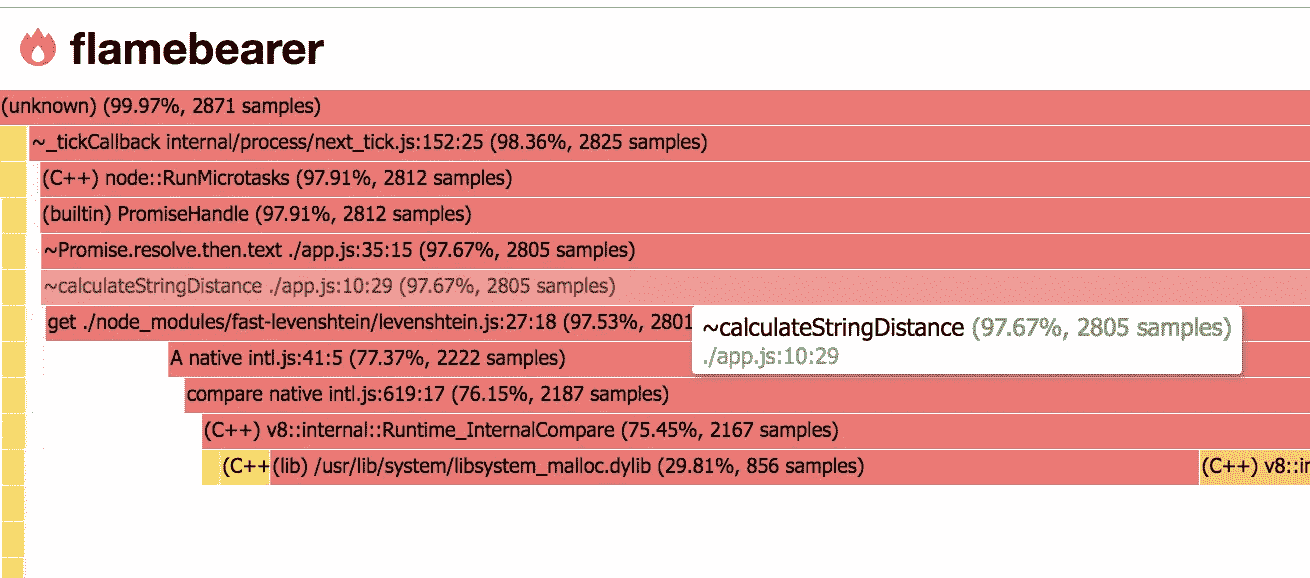 flamebearer
(unknown) (99.97%, 2871 samples)
~_tickCallback internal/process/next_tick.js:152:25 (98.36%, 2825 samples)
(C++) node::RunMicrotasks (97.91%, 2812 samples)
(builtin) PromiseHandle (97.91%, 2812 samples)
~Promise.resolve.then.text ./app.js:35:15 (97.67%, 2805 samples)
~calculateStringDistance ./app.js:10:29 (97.67%, 2805 samples)
get ./node_modules/fast-levenshtein/levenshtein.js:27:18 (97.53%, 2801
~calculateStringDistance (97.67%, 2805 samples)
./app.js:10:29
A native intl.js:41:5 (77.37%, 2222 samples)
compare native intl.js:619:17 (76.15%, 2187 samples)
(C++) v8::internal::Runtime_InternalCompare (75.45%, 2167 samples)
(C++ (lib) /usr/lib/system/libsystem_malloc.dylib (29.81%, 856 samples) (C++) v8::in